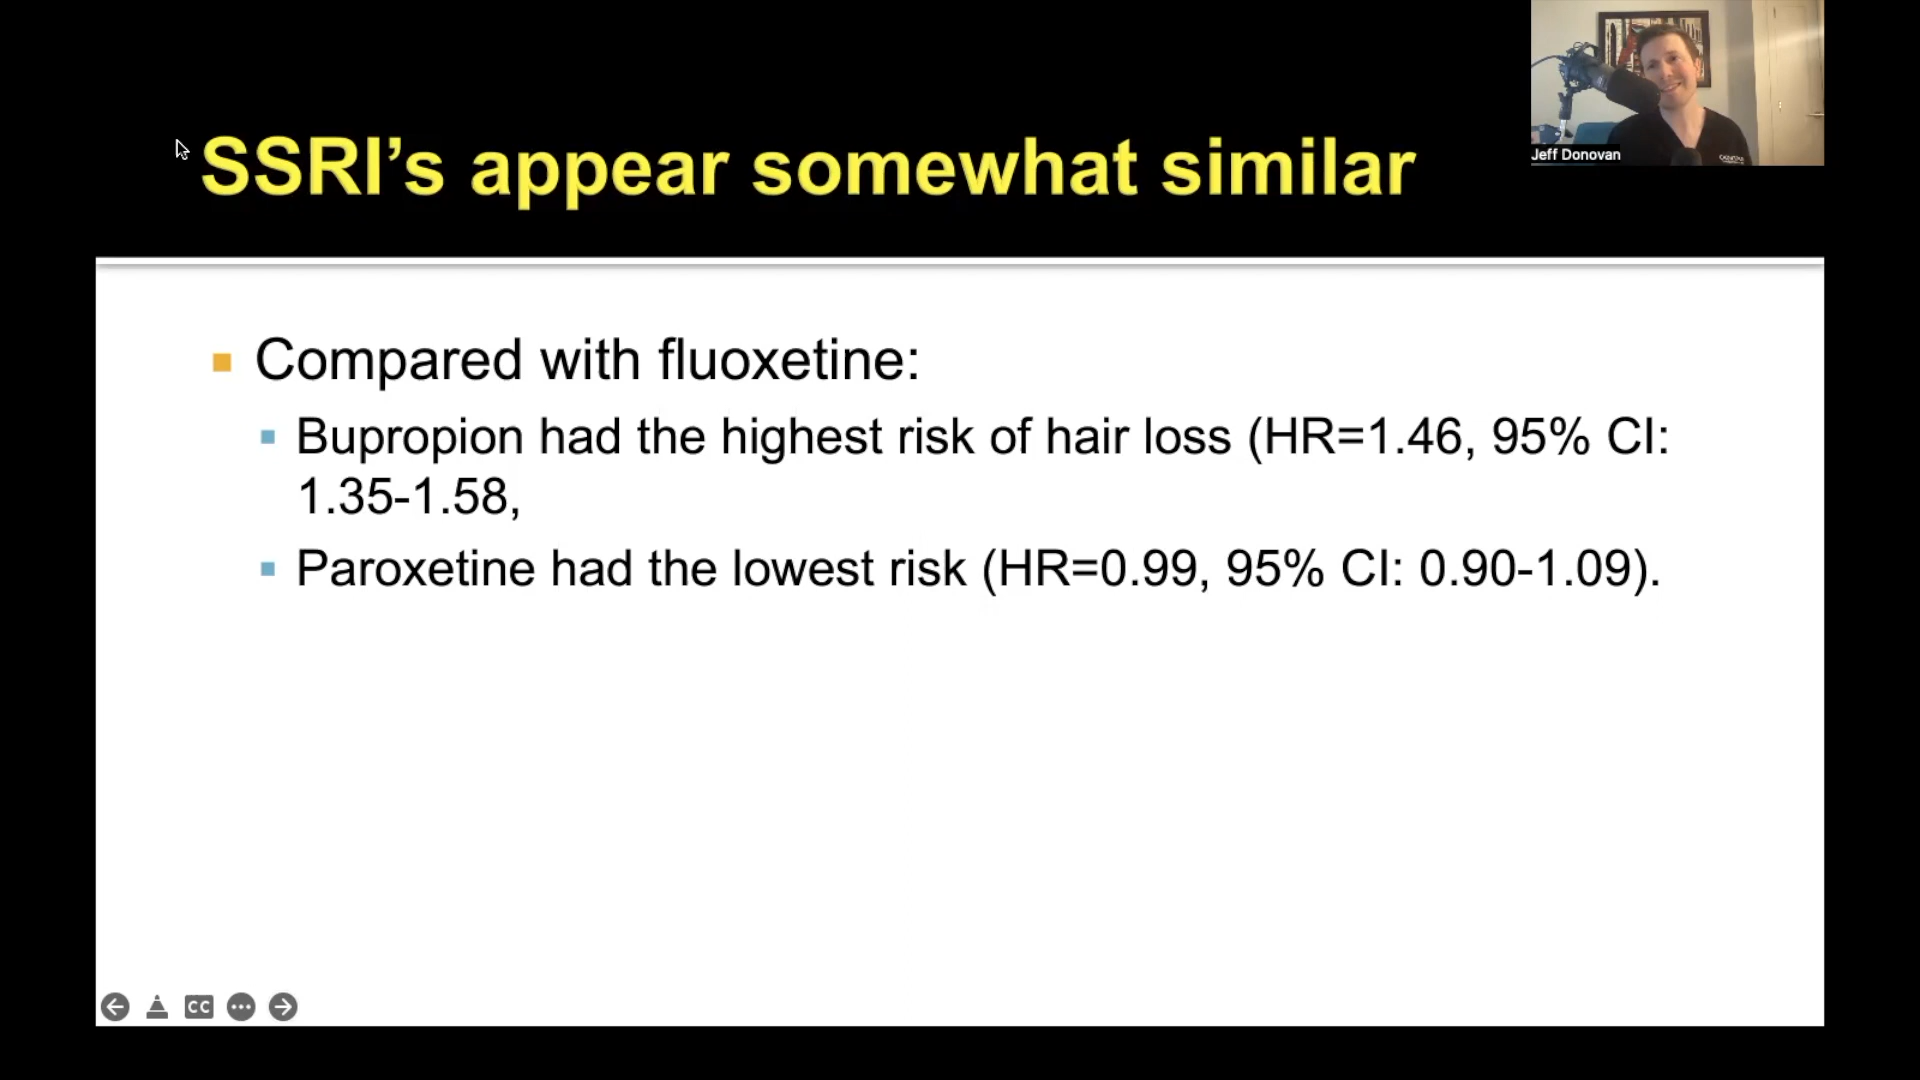 SSRI’s appear somewhat similar
Jeff Donovan
Compared with fluoxetine:
Bupropion had the highest risk of hair loss (HR=1.46, 95% CI:
1.35-1.58,
Paroxetine had the lowest risk (HR=0.99, 95% CI: 0.90-1.09).
CC